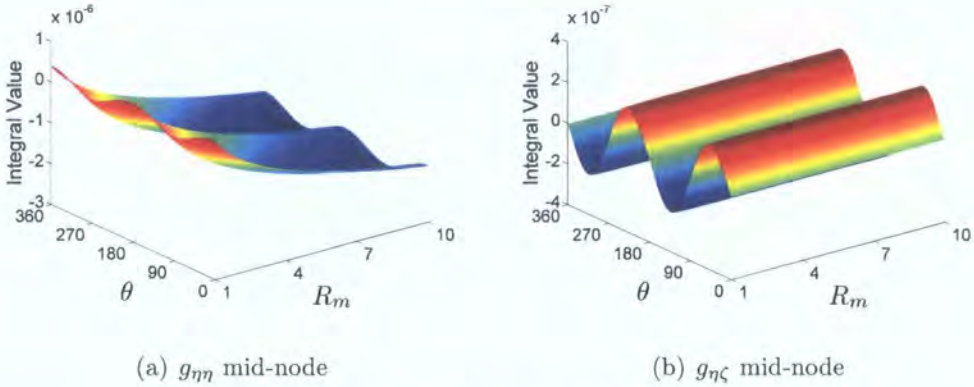 x 10⁻⁶
1
0
-1
-2
-3
Integral Value
360
270
180
90
0
θ
1
4
7
10
R_m
(a) g_ηη mid-node
x 10⁻⁷
4
2
0
-2
-4
Integral Value
360
270
180
90
0
θ
1
4
7
10
R_m
(b) g_ηζ mid-node